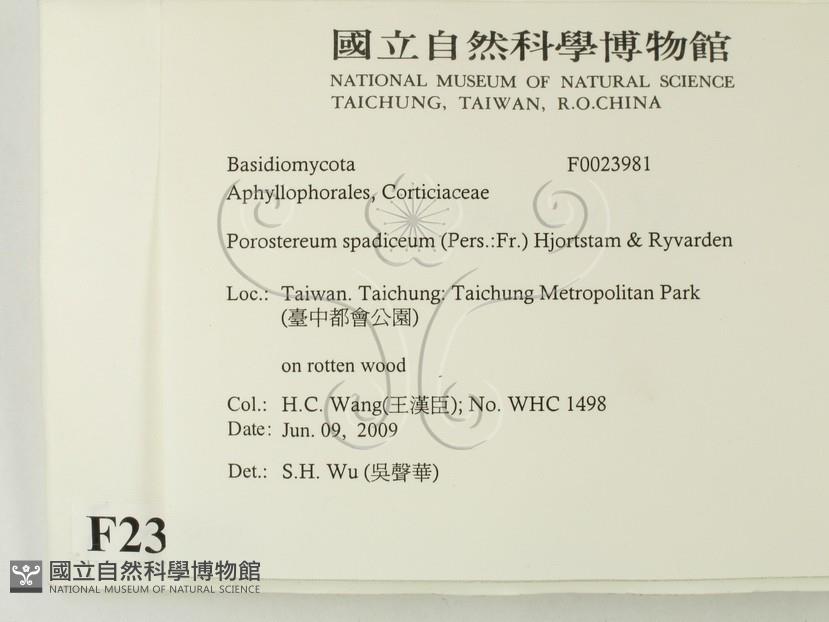 國立自然科學博物館
NATIONAL MUSEUM OF NATURAL SCIENCE
TAICHUNG, TAIWAN, R.O.CHINA
Basidiomycota F0023981
Aphyllophorales, Corticiaceae
Porostereum spadiceum (Pers.:Fr.) Hjortstam & Ryvarden
Loc.: Taiwan. Taichung: Taichung Metropolitan Park
(臺中都會公園)
on rotten wood
Col.: H.C. Wang(王漢臣); No. WHC 1498
Date: Jun. 09, 2009
Det.: S.H. Wu (吳聲華)
F23
國立自然科學博物館
NATIONAL MUSEUM OF NATURAL SCIENCE